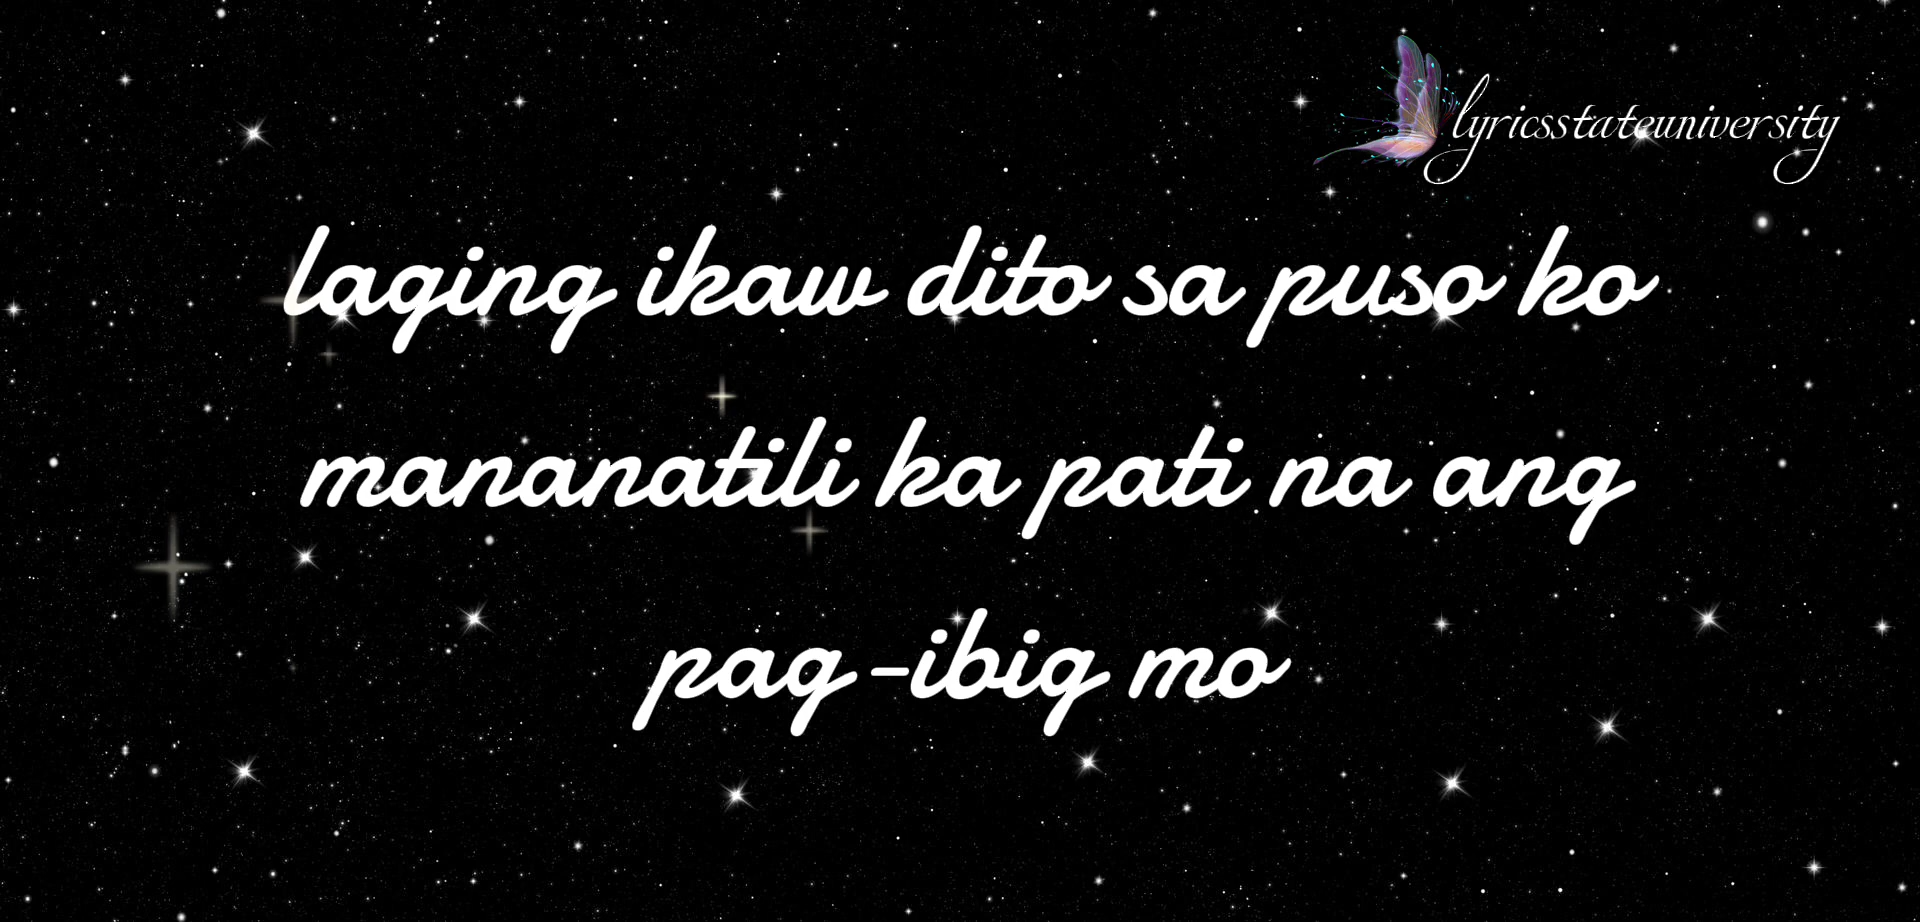 lyricsstateuniversity
laging ikaw dito sa puso ko
mananatili ka pati na ang
pag-ibig mo